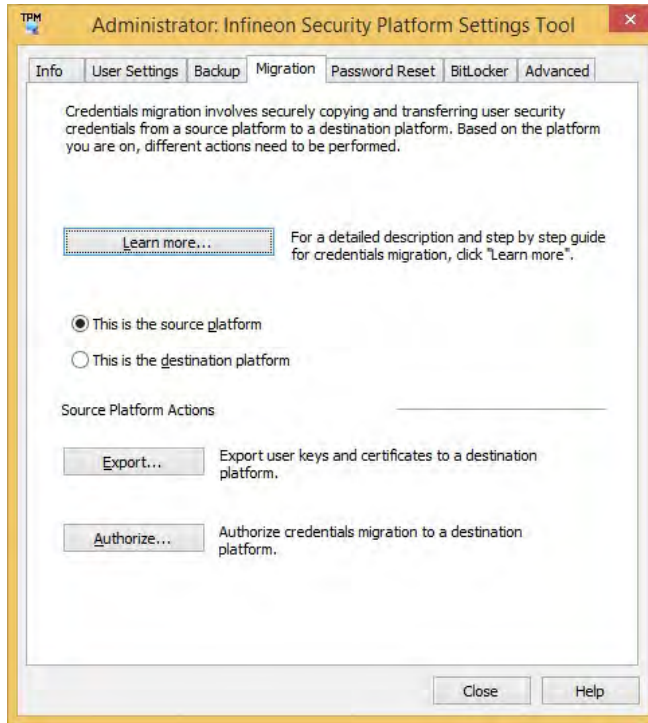 TPM
Administrator: Infineon Security Platform Settings Tool
Info User Settings Backup Migration Password Reset BitLocker Advanced
Credentials migration involves securely copying and transferring user security
credentials from a source platform to a destination platform. Based on the platform
you are on, different actions need to be performed.
Learn more...
For a detailed description and step by step guide
for credentials migration, click "Learn more".
This is the source platform
This is the destination platform
Source Platform Actions
Export...
Export user keys and certificates to a destination
platform.
Authorize...
Authorize credentials migration to a destination
platform.
Close Help